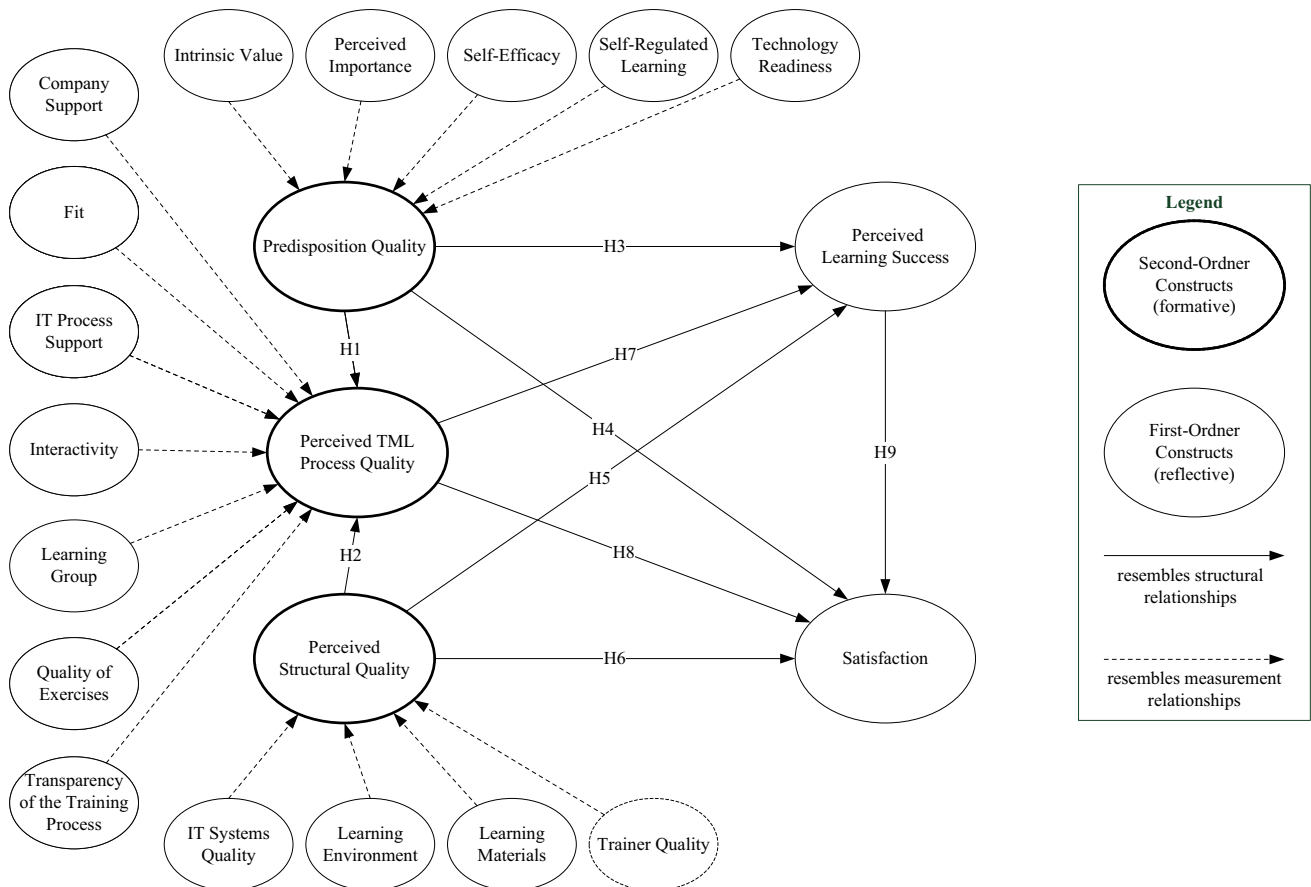 Intrinsic Value
Perceived
Importance
Self-Efficacy
Self-Regulated
Learning
Technology
Readiness
Company
Support
Fit
IT Process
Support
Interactivity
Learning
Group
Quality of
Exercises
Transparency
of the Training
Process
Predisposition Quality
H1
Perceived TML
Process Quality
H2
Perceived
Structural Quality
IT Systems
Quality
Learning
Environment
Learning
Materials
Trainer Quality
H3
H7
H4
H5
H8
H6
Perceived
Learning Success
H9
Satisfaction
Legend
Second-Ordner
Constructs
(formative)
First-Ordner
Constructs
(reflective)
resembles structural
relationships
resembles measurement
relationships